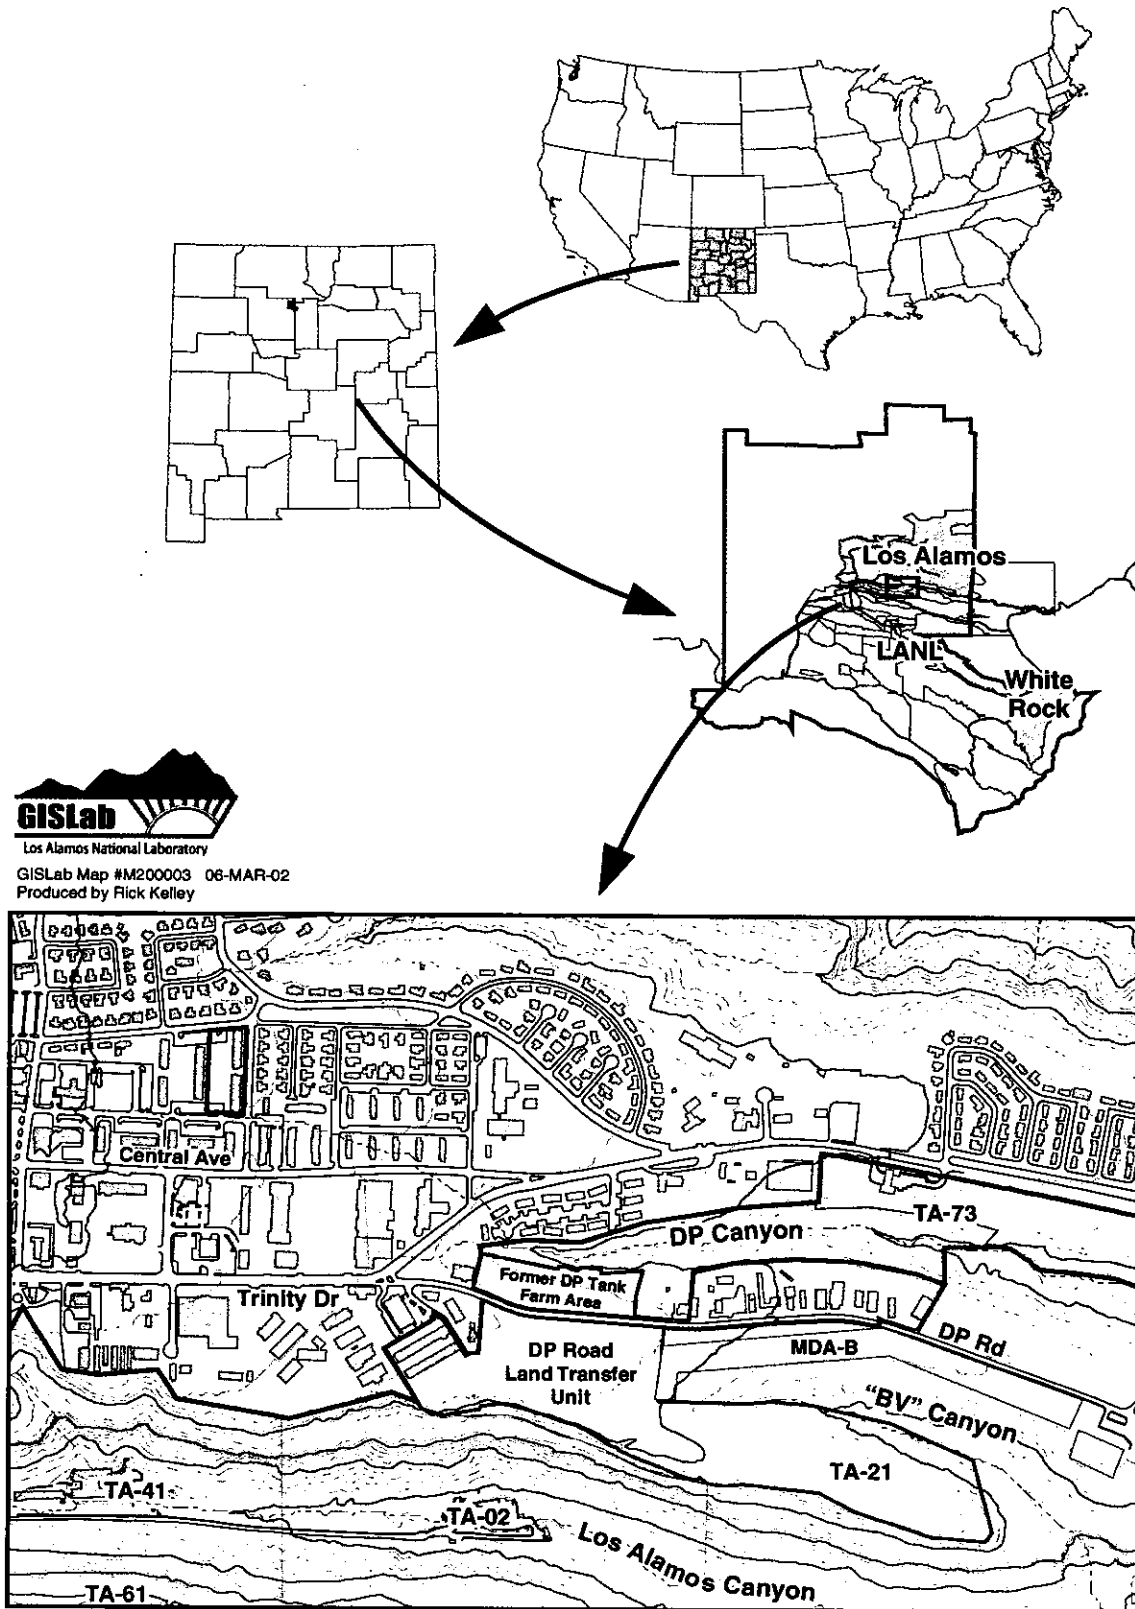 Los Alamos
LANL
White
Rock
GISLab
Los Alamos National Laboratory
GISLab Map #M200003 06-MAR-02
Produced by Rick Kelley
Central Ave
TA-73
DP Canyon
Former DP Tank
Farm Area
Trinity Dr
DP Road
Land Transfer
Unit
MDA-B
DP Rd
"BV" Canyon
TA-21
TA-41
TA-02
Los Alamos Canyon
TA-61